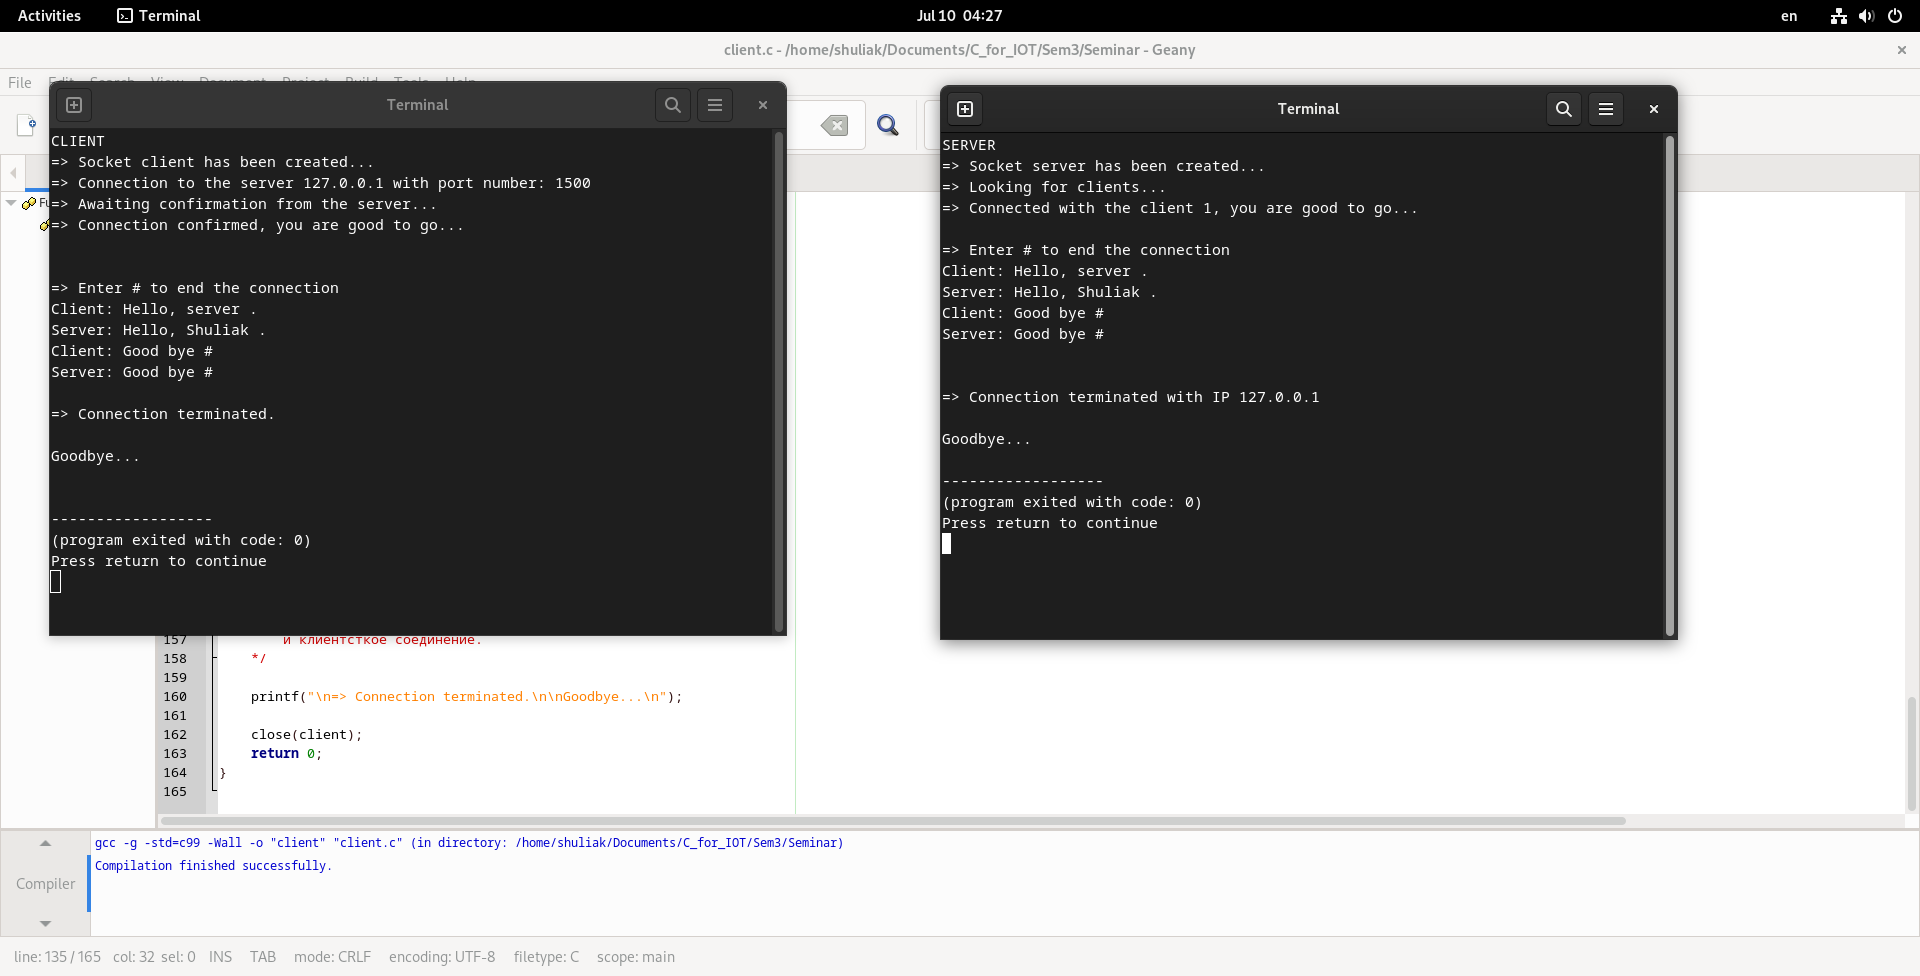 Activities Terminal Jul 10 04:27 en
client.c - /home/shuliak/Documents/C_for_IOT/Sem3/Seminar - Geany
File Edit Search View Document Project Build Tools Help
Terminal
CLIENT
=> Socket client has been created...
=> Connection to the server 127.0.0.1 with port number: 1500
=> Awaiting confirmation from the server...
=> Connection confirmed, you are good to go...
=> Enter # to end the connection
Client: Hello, server .
Server: Hello, Shuliak .
Client: Good bye #
Server: Good bye #
=> Connection terminated.
Goodbye...
------------------
(program exited with code: 0)
Press return to continue
Terminal
SERVER
=> Socket server has been created...
=> Looking for clients...
=> Connected with the client 1, you are good to go...
=> Enter # to end the connection
Client: Hello, server .
Server: Hello, Shuliak .
Client: Good bye #
Server: Good bye #
=> Connection terminated with IP 127.0.0.1
Goodbye...
------------------
(program exited with code: 0)
Press return to continue
157 и клиентсткое соединение.
158 */
159
160 printf("\n=> Connection terminated.\n\nGoodbye...\n");
161
162 close(client);
163 return 0;
164 }
165
Compiler
gcc -g -std=c99 -Wall -o "client" "client.c" (in directory: /home/shuliak/Documents/C_for_IOT/Sem3/Seminar)
Compilation finished successfully.
line: 135 / 165 col: 32 sel: 0 INS TAB mode: CRLF encoding: UTF-8 filetype: C scope: main